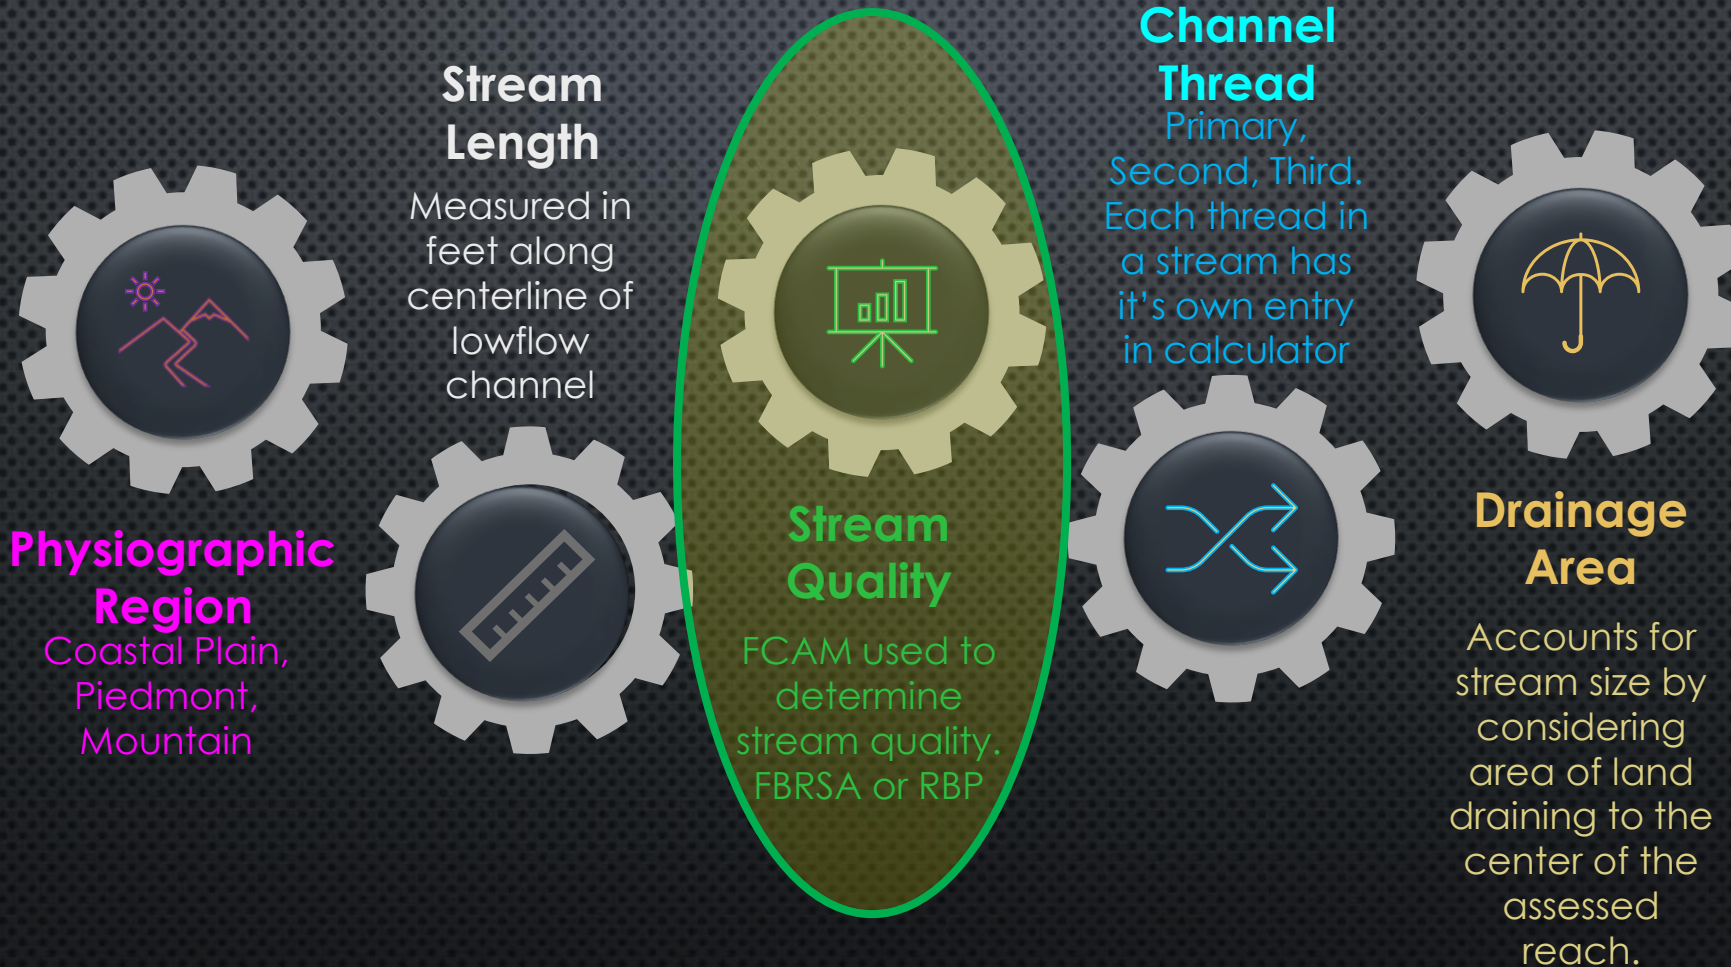 Physiographic
Region
Coastal Plain,
Piedmont,
Mountain
Stream
Length
Measured in
feet along
centerline of
lowflow
channel
Stream
Quality
FCAM used to
determine
stream quality.
FBRSA or RBP
Channel
Thread
Primary,
Second, Third.
Each thread in
a stream has
it’s own entry
in calculator
Drainage
Area
Accounts for
stream size by
considering
area of land
draining to the
center of the
assessed
reach.